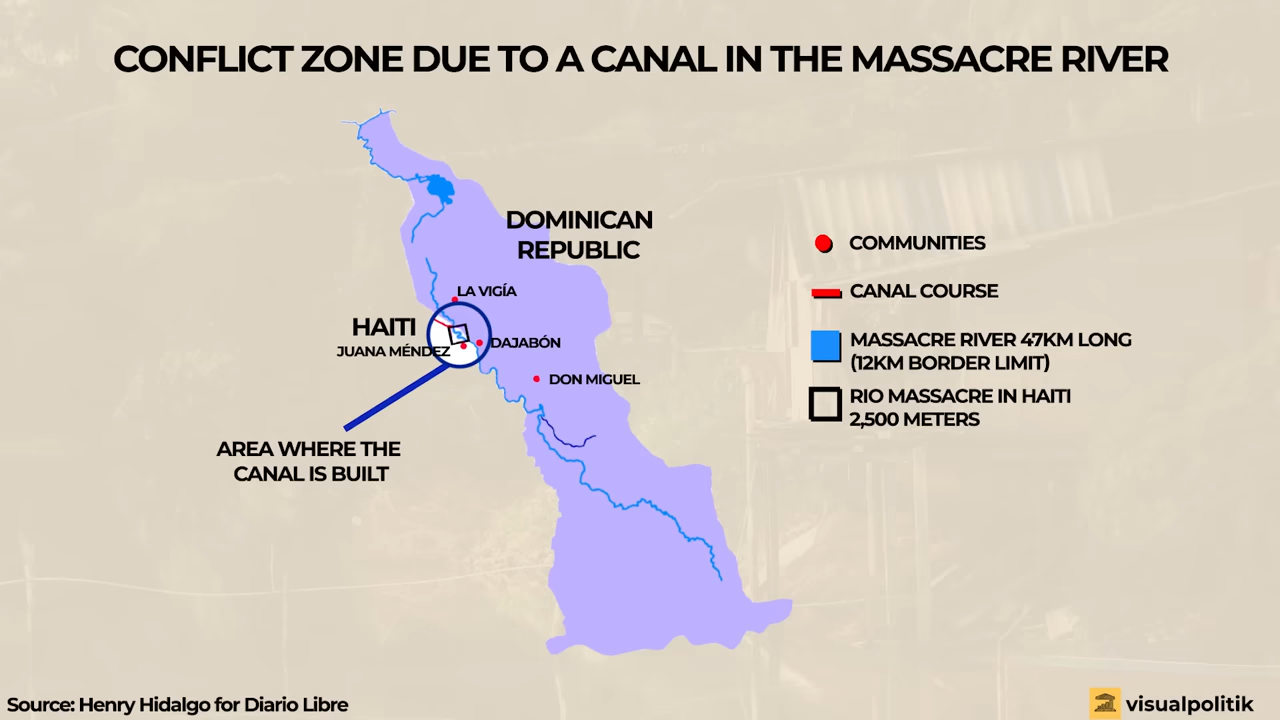 CONFLICT ZONE DUE TO A CANAL IN THE MASSACRE RIVER
DOMINICAN
REPUBLIC
LA VIGÍA
HAITI
JUANA MÉNDEZ
DAJABÓN
DON MIGUEL
AREA WHERE THE
CANAL IS BUILT
COMMUNITIES
CANAL COURSE
MASSACRE RIVER 47KM LONG
(12KM BORDER LIMIT)
RIO MASSACRE IN HAITI
2,500 METERS
Source: Henry Hidalgo for Diario Libre
visualpolitik